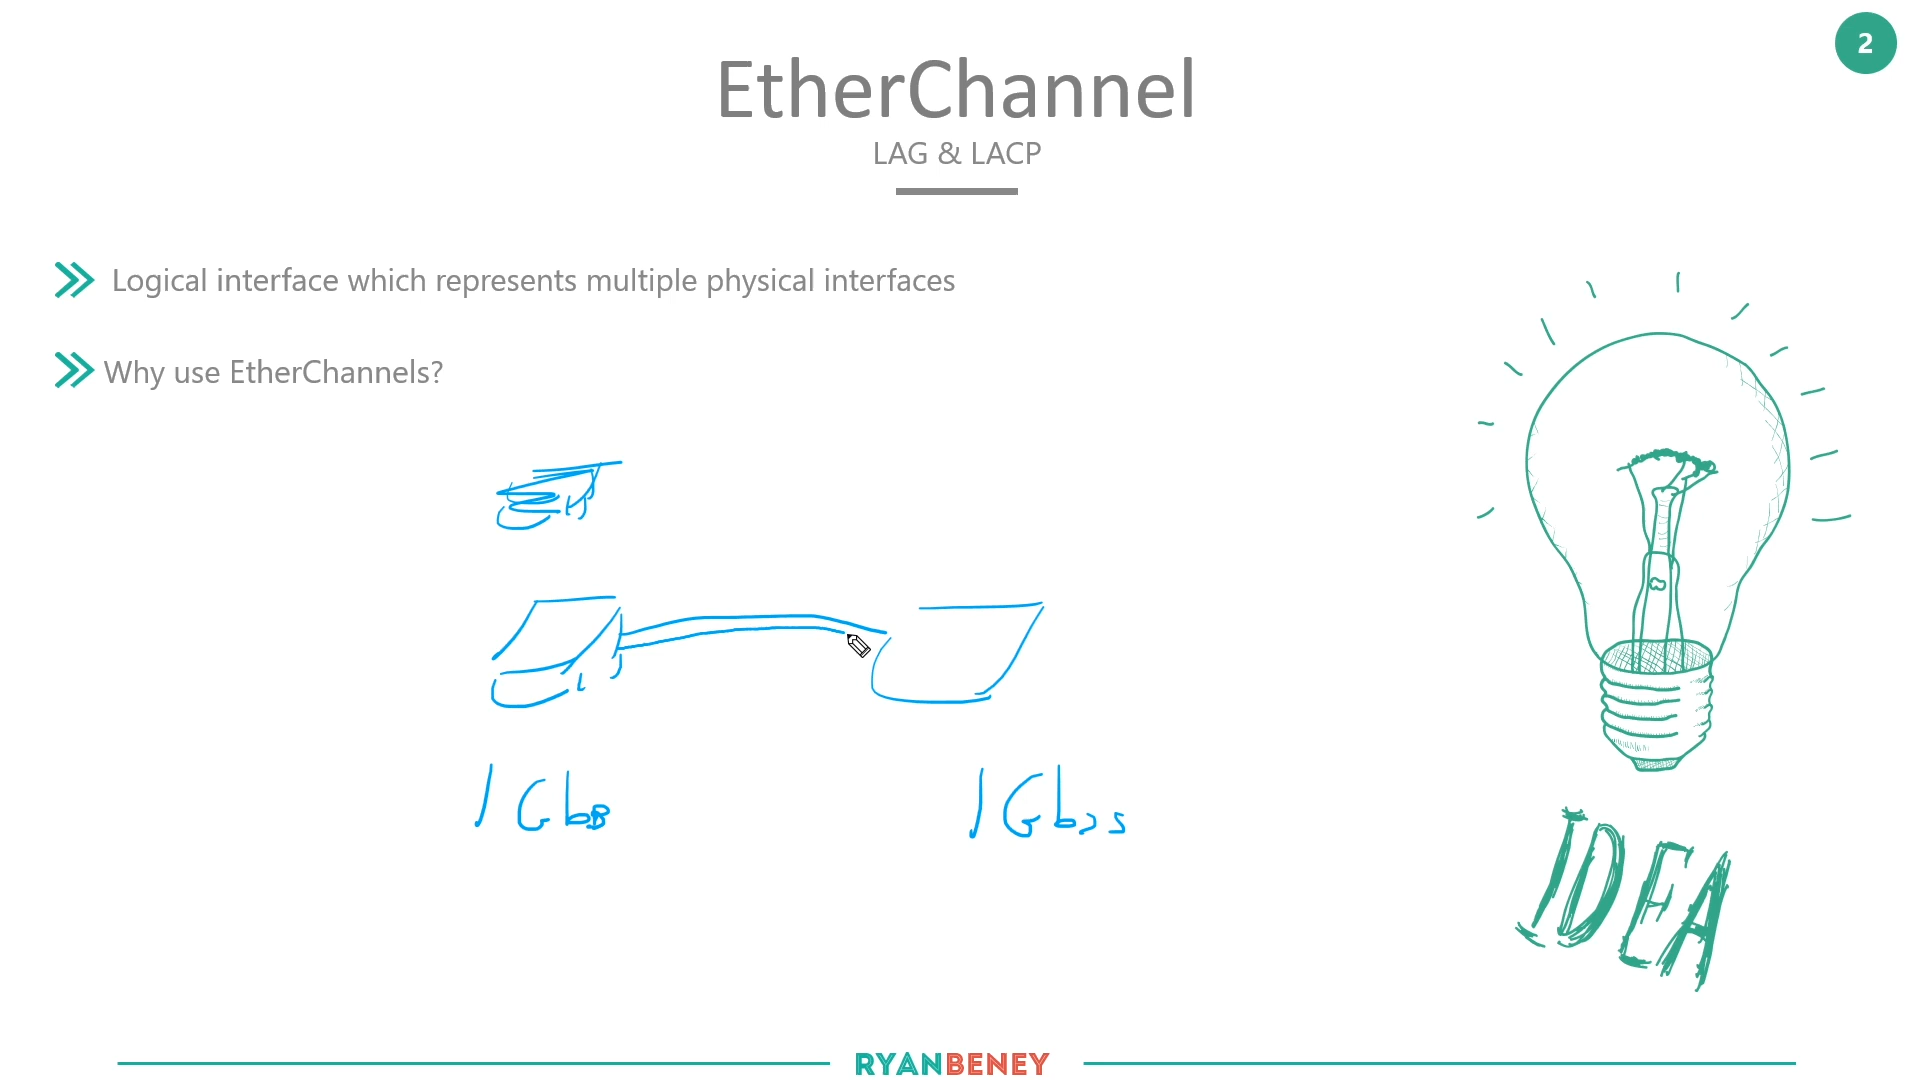 2
EtherChannel
LAG & LACP
Logical interface which represents multiple physical interfaces
Why use EtherChannels?
1 Gb
1 Gbps
IDEA
RYANBENEY